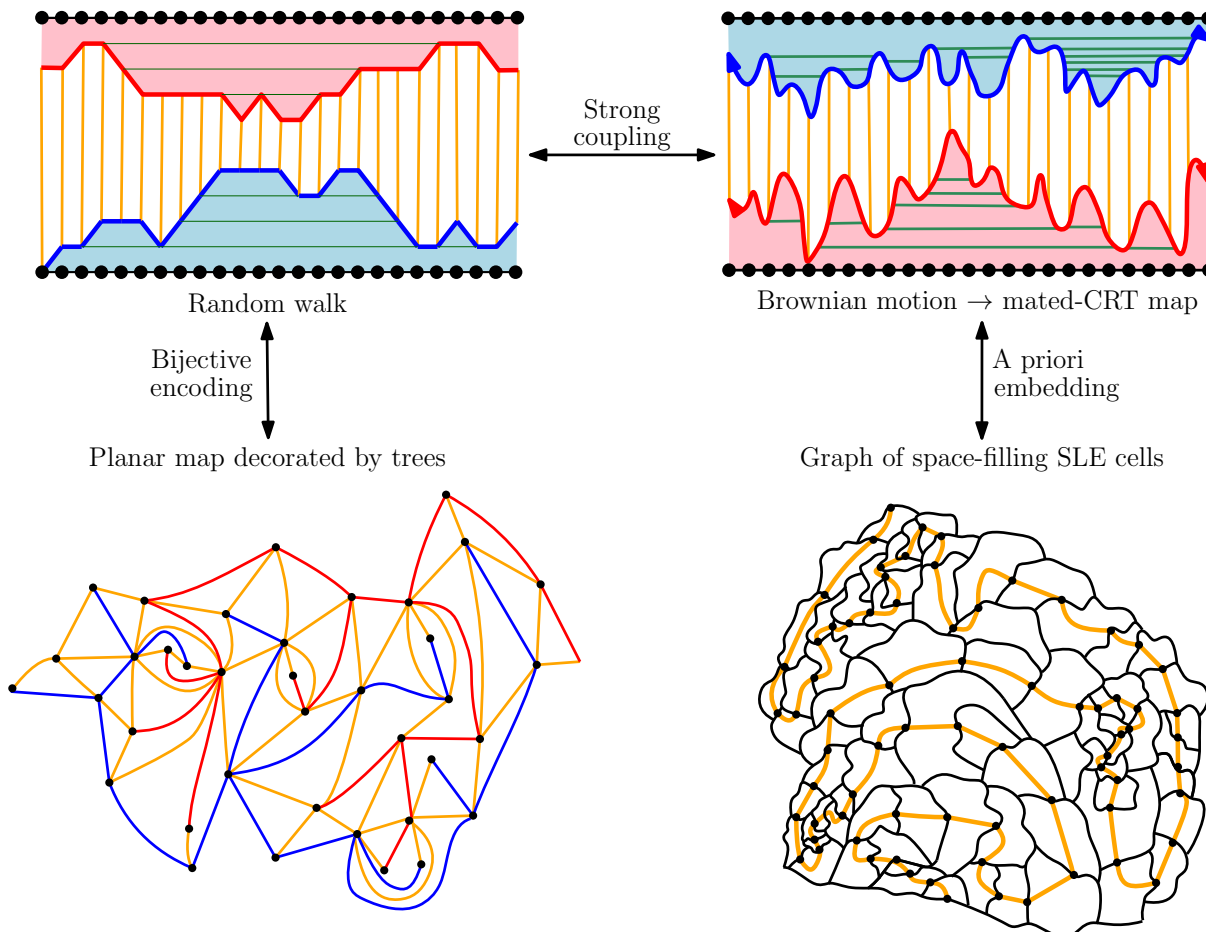 Strong
coupling
Random walk
Brownian motion → mated-CRT map
Bijective
encoding
A priori
embedding
Planar map decorated by trees
Graph of space-filling SLE cells